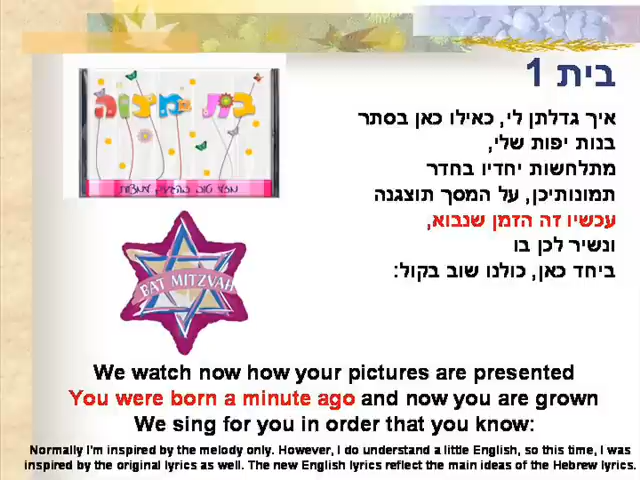 בית 1
איך גדלתן לי, כאילו כאן בסתר
בנות יפות שלי,
מתלחשות יחדיו בחדר
תמונותיכן, על המסך תוצגנה
עכשיו זה הזמן שנבוא,
ונשיר לכן בו
ביחד כאן, כולנו שוב בקול:
בת מצוה
BAT MITZVAH
We watch now how your pictures are presented
You were born a minute ago and now you are grown
We sing for you in order that you know:
Normally I'm inspired by the melody only. However, I do understand a little English, so this time, I was
inspired by the original lyrics as well. The new English lyrics reflect the main ideas of the Hebrew lyrics.